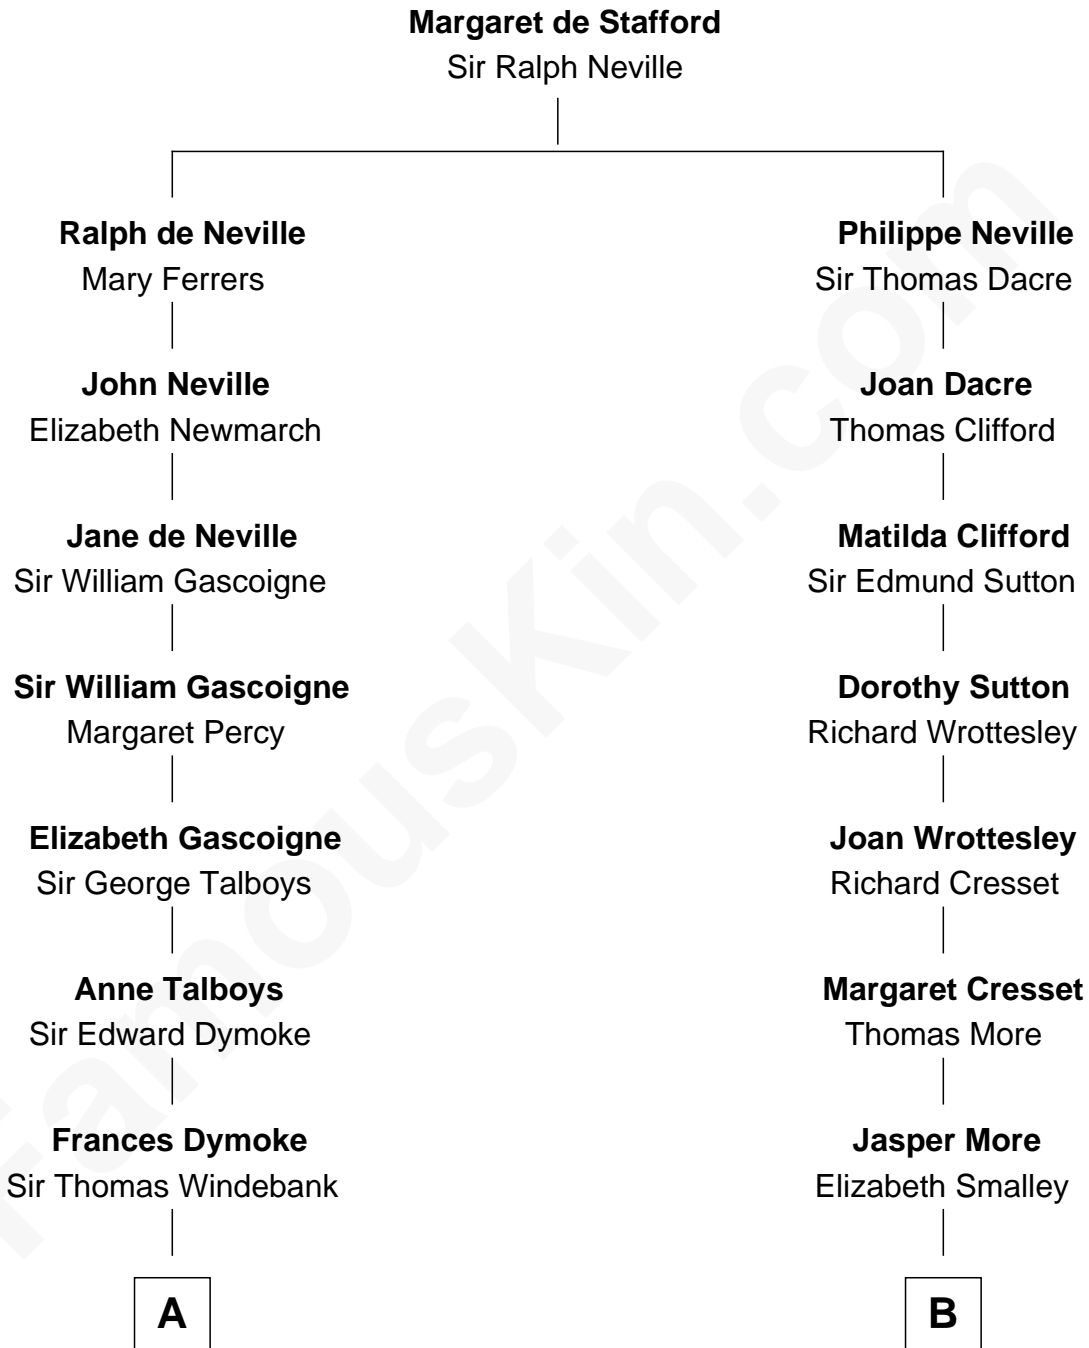 Margaret de Stafford
Sir Ralph Neville
Ralph de Neville
Mary Ferrers
Philippe Neville
Sir Thomas Dacre
John Neville
Elizabeth Newmarch
Joan Dacre
Thomas Clifford
Jane de Neville
Sir William Gascoigne
Matilda Clifford
Sir Edmund Sutton
Sir William Gascoigne
Margaret Percy
Dorothy Sutton
Richard Wrottesley
Elizabeth Gascoigne
Sir George Talboys
Joan Wrottesley
Richard Cresset
Anne Talboys
Sir Edward Dymoke
Margaret Cresset
Thomas More
Frances Dymoke
Sir Thomas Windebank
Jasper More
Elizabeth Smalley
A
B
FamousKin.com